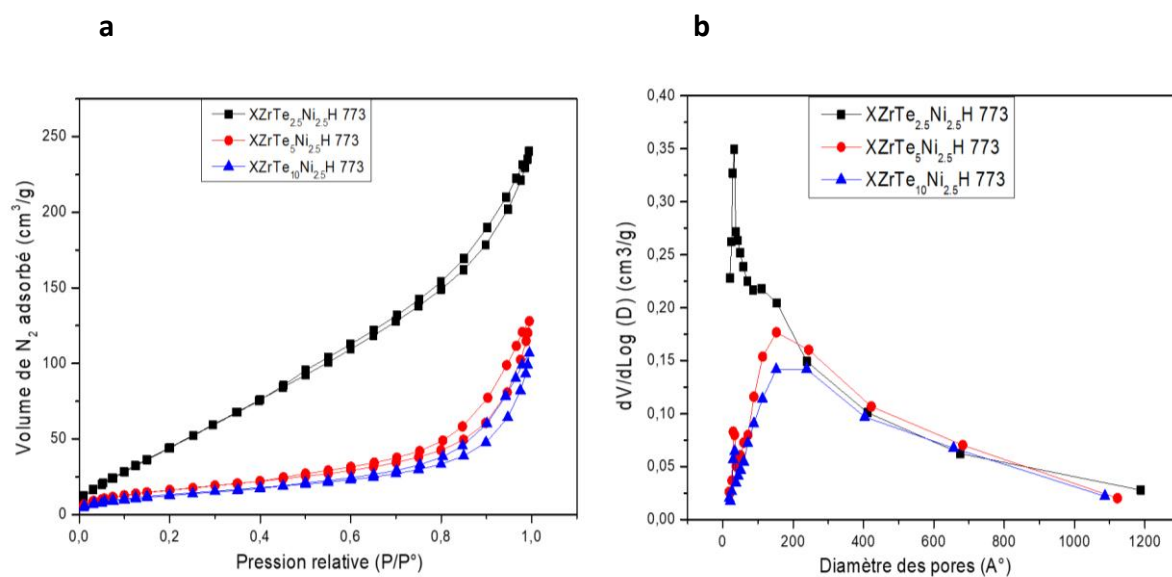 a
b
250
200
150
100
50
0
XZrTe₂.₅Ni₂.₅H 773
XZrTe₅Ni₂.₅H 773
XZrTe₁₀Ni₂.₅H 773
0,0 0,2 0,4 0,6 0,8 1,0
Pression relative (P/P°)
Volume de N₂ adsorbé (cm³/g)
0,40
0,35
0,30
0,25
0,20
0,15
0,10
0,05
0,00
XZrTe₂.₅Ni₂.₅H 773
XZrTe₅Ni₂.₅H 773
XZrTe₁₀Ni₂.₅H 773
0 200 400 600 800 1000 1200
Diamètre des pores (A°)
dV/dLog (D) (cm3/g)